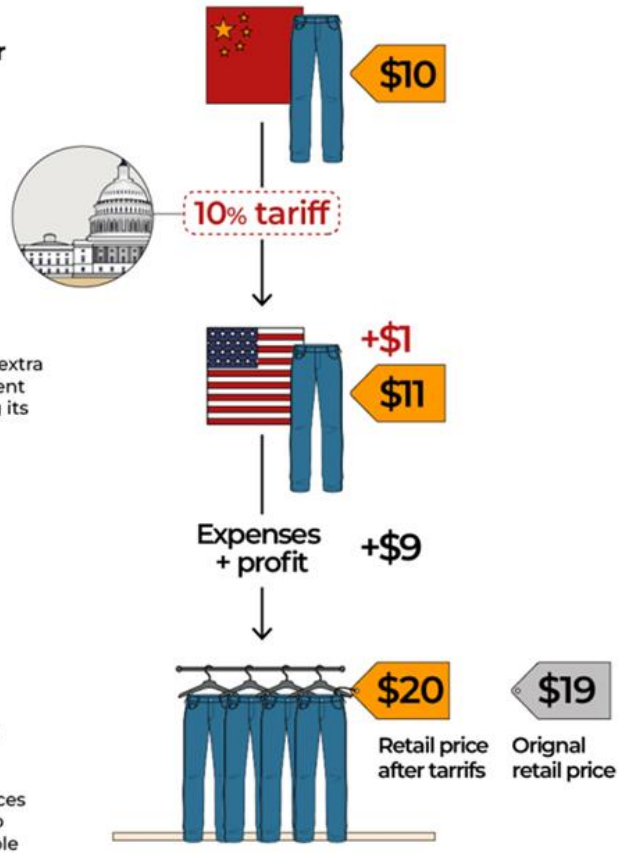 r
$10
10% tariff
extra
ent
its
+$1
$11
Expenses
+ profit
+$9
$20
$19
Retail price
after tarrifs
Orignal
retail price
ces
ple